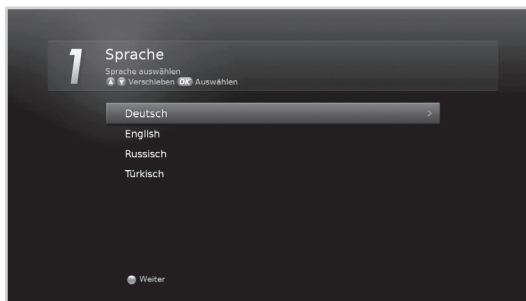 1
Sprache
Sprache auswählen
Verschieben OK Auswählen
Deutsch
English
Russisch
Türkisch
Weiter